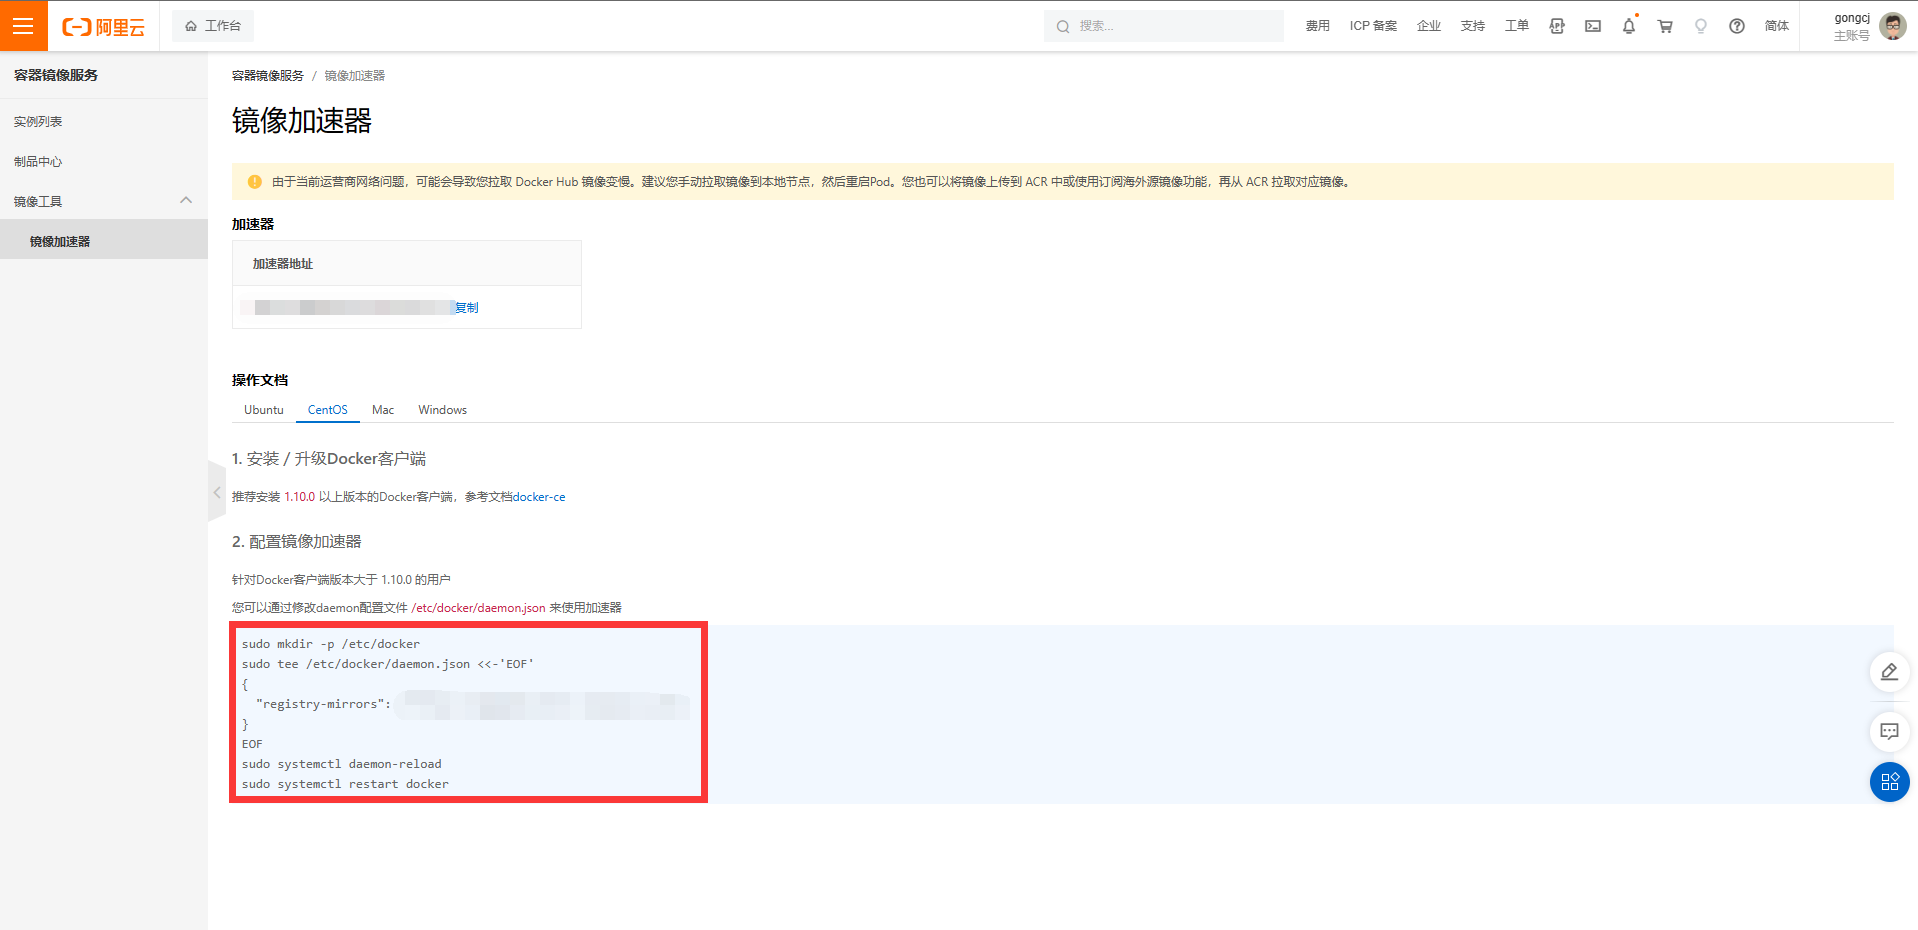 阿里云
工作台
搜索...
费用
ICP 备案
企业
支持
工单
简体
gongcj
主账号
容器镜像服务
实例列表
制品中心
镜像工具
镜像加速器
容器镜像服务 / 镜像加速器
镜像加速器
由于当前运营商网络问题，可能会导致您拉取 Docker Hub 镜像变慢。建议您手动拉取镜像到本地节点，然后重启Pod。您也可以将镜像上传到 ACR 中或使用订阅海外源镜像功能，再从 ACR 拉取对应镜像。
加速器
加速器地址
复制
操作文档
Ubuntu CentOS Mac Windows
1. 安装 / 升级Docker客户端
推荐安装 1.10.0 以上版本的Docker客户端，参考文档docker-ce
2. 配置镜像加速器
针对Docker客户端版本大于 1.10.0 的用户
您可以通过修改daemon配置文件 /etc/docker/daemon.json 来使用加速器
sudo mkdir -p /etc/docker
sudo tee /etc/docker/daemon.json <<-'EOF'
{
  "registry-mirrors":
}
EOF
sudo systemctl daemon-reload
sudo systemctl restart docker